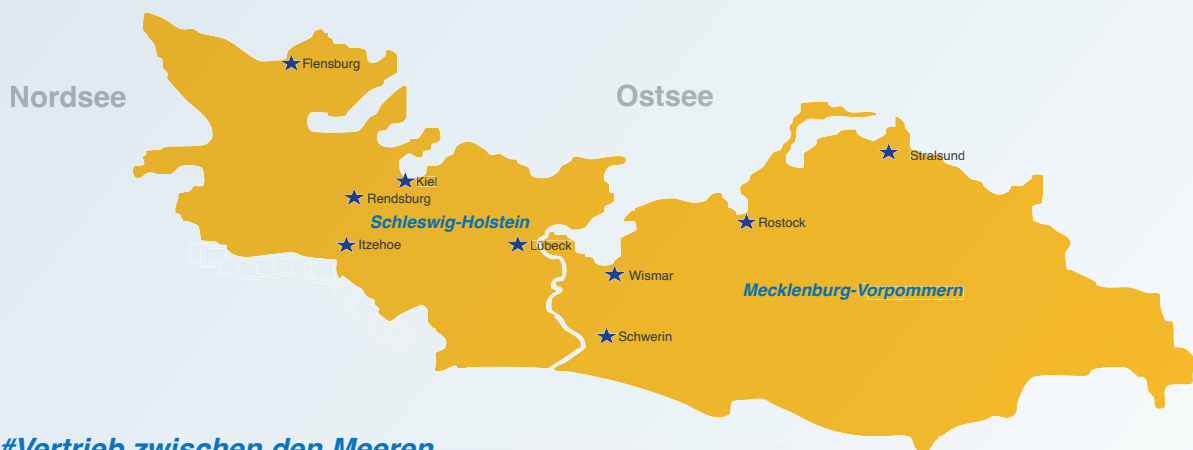 Flensburg
Nordsee
Ostsee
Stralsund
Kiel
Rendsburg
Schleswig-Holstein
Rostock
Itzehoe
Lübeck
Wismar
Mecklenburg-Vorpommern
Schwerin
#Vertrieb zwischen den Meeren